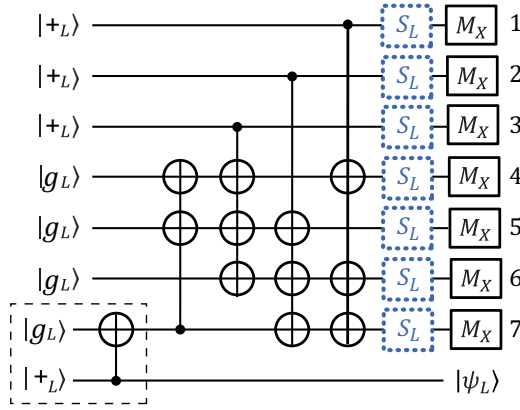 |+_L⟩ S_L M_X 1
|+_L⟩ S_L M_X 2
|+_L⟩ S_L M_X 3
|g_L⟩ S_L M_X 4
|g_L⟩ S_L M_X 5
|g_L⟩ S_L M_X 6
|g_L⟩ S_L M_X 7
|+_L⟩ |ψ_L⟩